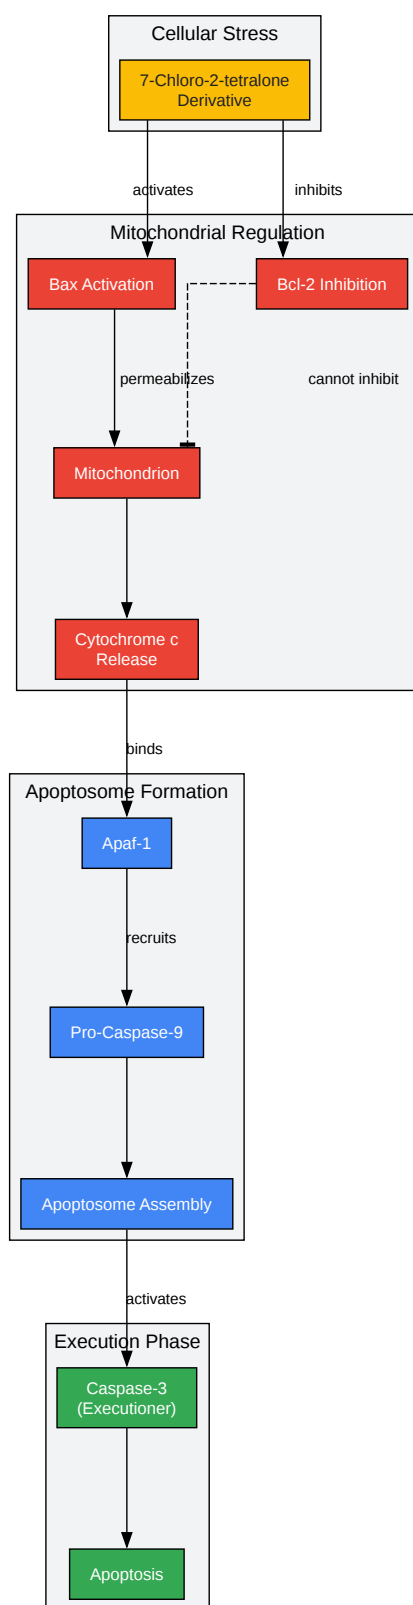 Cellular Stress
7-Chloro-2-tetralone
Derivative
activates
inhibits
Mitochondrial Regulation
Bax Activation
Bcl-2 Inhibition
permeabilizes
cannot inhibit
Mitochondrion
Cytochrome c
Release
binds
Apoptosome Formation
Apaf-1
recruits
Pro-Caspase-9
Apoptosome Assembly
activates
Execution Phase
Caspase-3
(Executioner)
Apoptosis